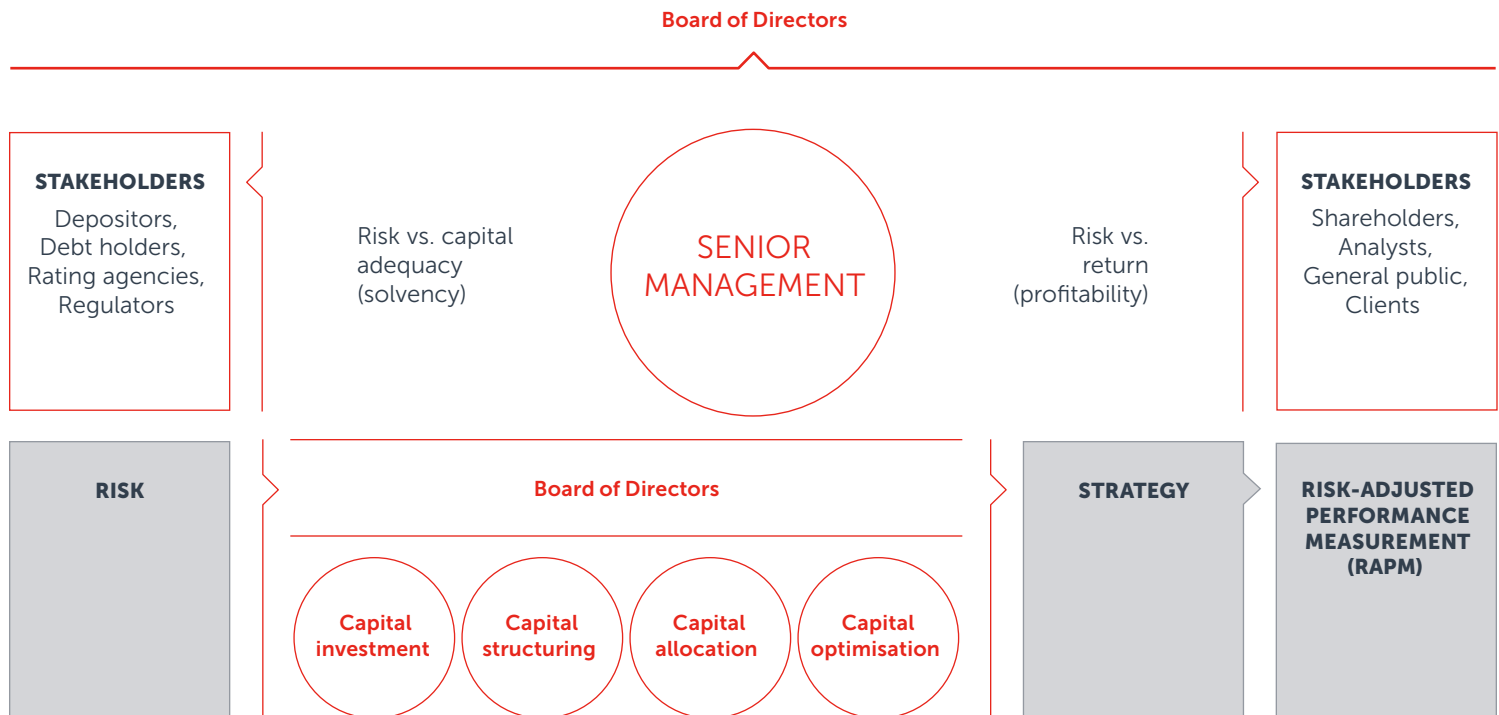 Board of Directors
STAKEHOLDERS
Depositors,
Debt holders,
Rating agencies,
Regulators
Risk vs. capital
adequacy
(solvency)
SENIOR
MANAGEMENT
Risk vs.
return
(profitability)
STAKEHOLDERS
Shareholders,
Analysts,
General public,
Clients
RISK
Board of Directors
Capital
investment
Capital
structuring
Capital
allocation
Capital
optimisation
STRATEGY
RISK-ADJUSTED
PERFORMANCE
MEASUREMENT
(RAPM)